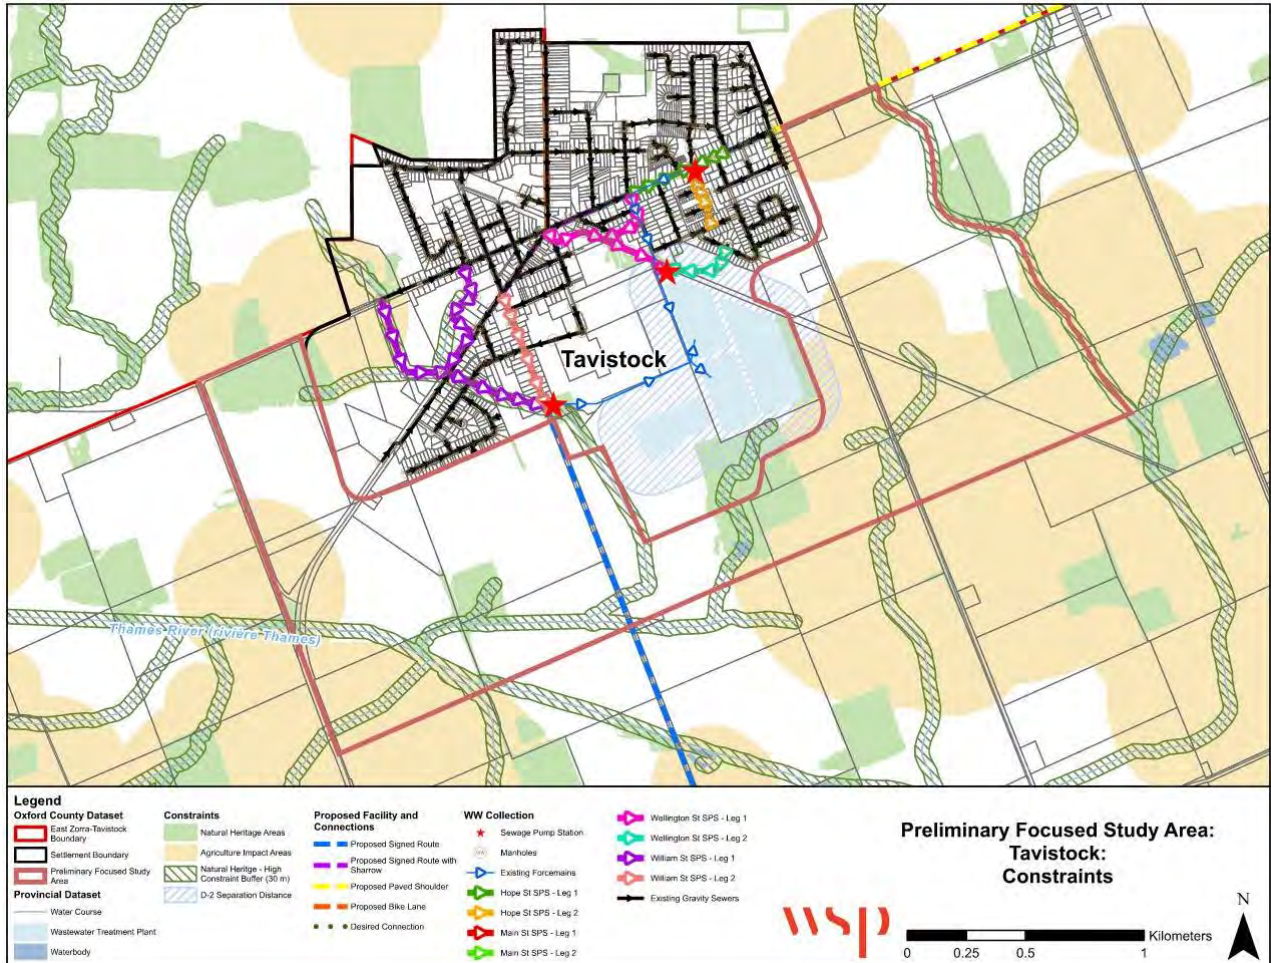 Tavistock
Thames River (rivière Thames)
Legend
Oxford County Dataset
East Zorra-Tavistock
Boundary
Settlement Boundary
Preliminary Focused Study
Area
Provincial Dataset
Water Course
Wastewater Treatment Plant
Waterbody
Constraints
Natural Heritage Areas
Agriculture Impact Areas
Natural Heritge - High
Constraint Buffer (30 m)
D-2 Separation Distance
Proposed Facility and
Connections
Proposed Signed Route
Proposed Signed Route with
Sharrow
Proposed Paved Shoulder
Proposed Bike Lane
Desired Connection
WW Collection
Sewage Pump Station
Manholes
Existing Forcemains
Hope St SPS - Leg 1
Hope St SPS - Leg 2
Main St SPS - Leg 1
Main St SPS - Leg 2
Wellington St SPS - Leg 1
Wellington St SPS - Leg 2
William St SPS - Leg 1
William St SPS - Leg 2
Existing Gravity Sewers
Preliminary Focused Study Area:
Tavistock:
Constraints
wsp
Kilometers
0 0.25 0.5 1
N